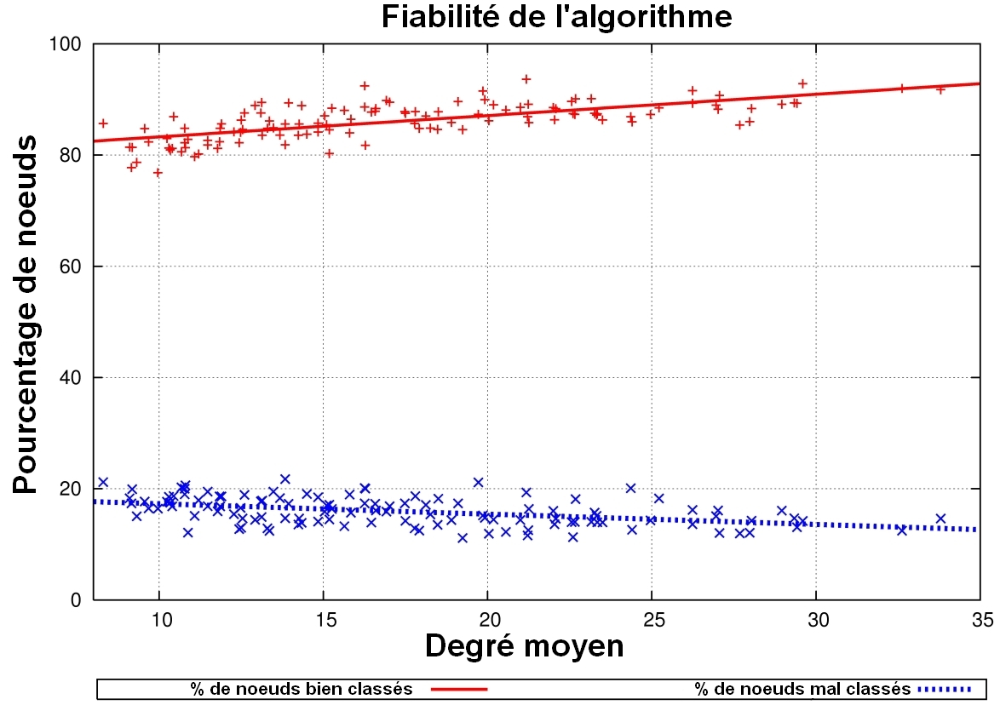 Fiabilité de l'algorithme
100
80
60
40
20
0
Pourcentage de noeuds
10 15 20 25 30 35
Degré moyen
% de noeuds bien classés % de noeuds mal classés